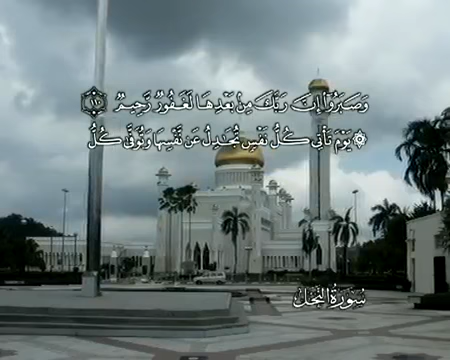 وَصَبَرُوٓا۟ إِنَّ رَبَّكَ مِنۢ بَعْدِهَا لَغَفُورٌ رَّحِيمٌ ۝١١٠
۞ يَوْمَ تَأْتِى كُلُّ نَفْسٍ تُجَـٰدِلُ عَن نَّفْسِهَا وَتُوَفَّىٰ كُلُّ
سُورَةُ النَّحْلِ